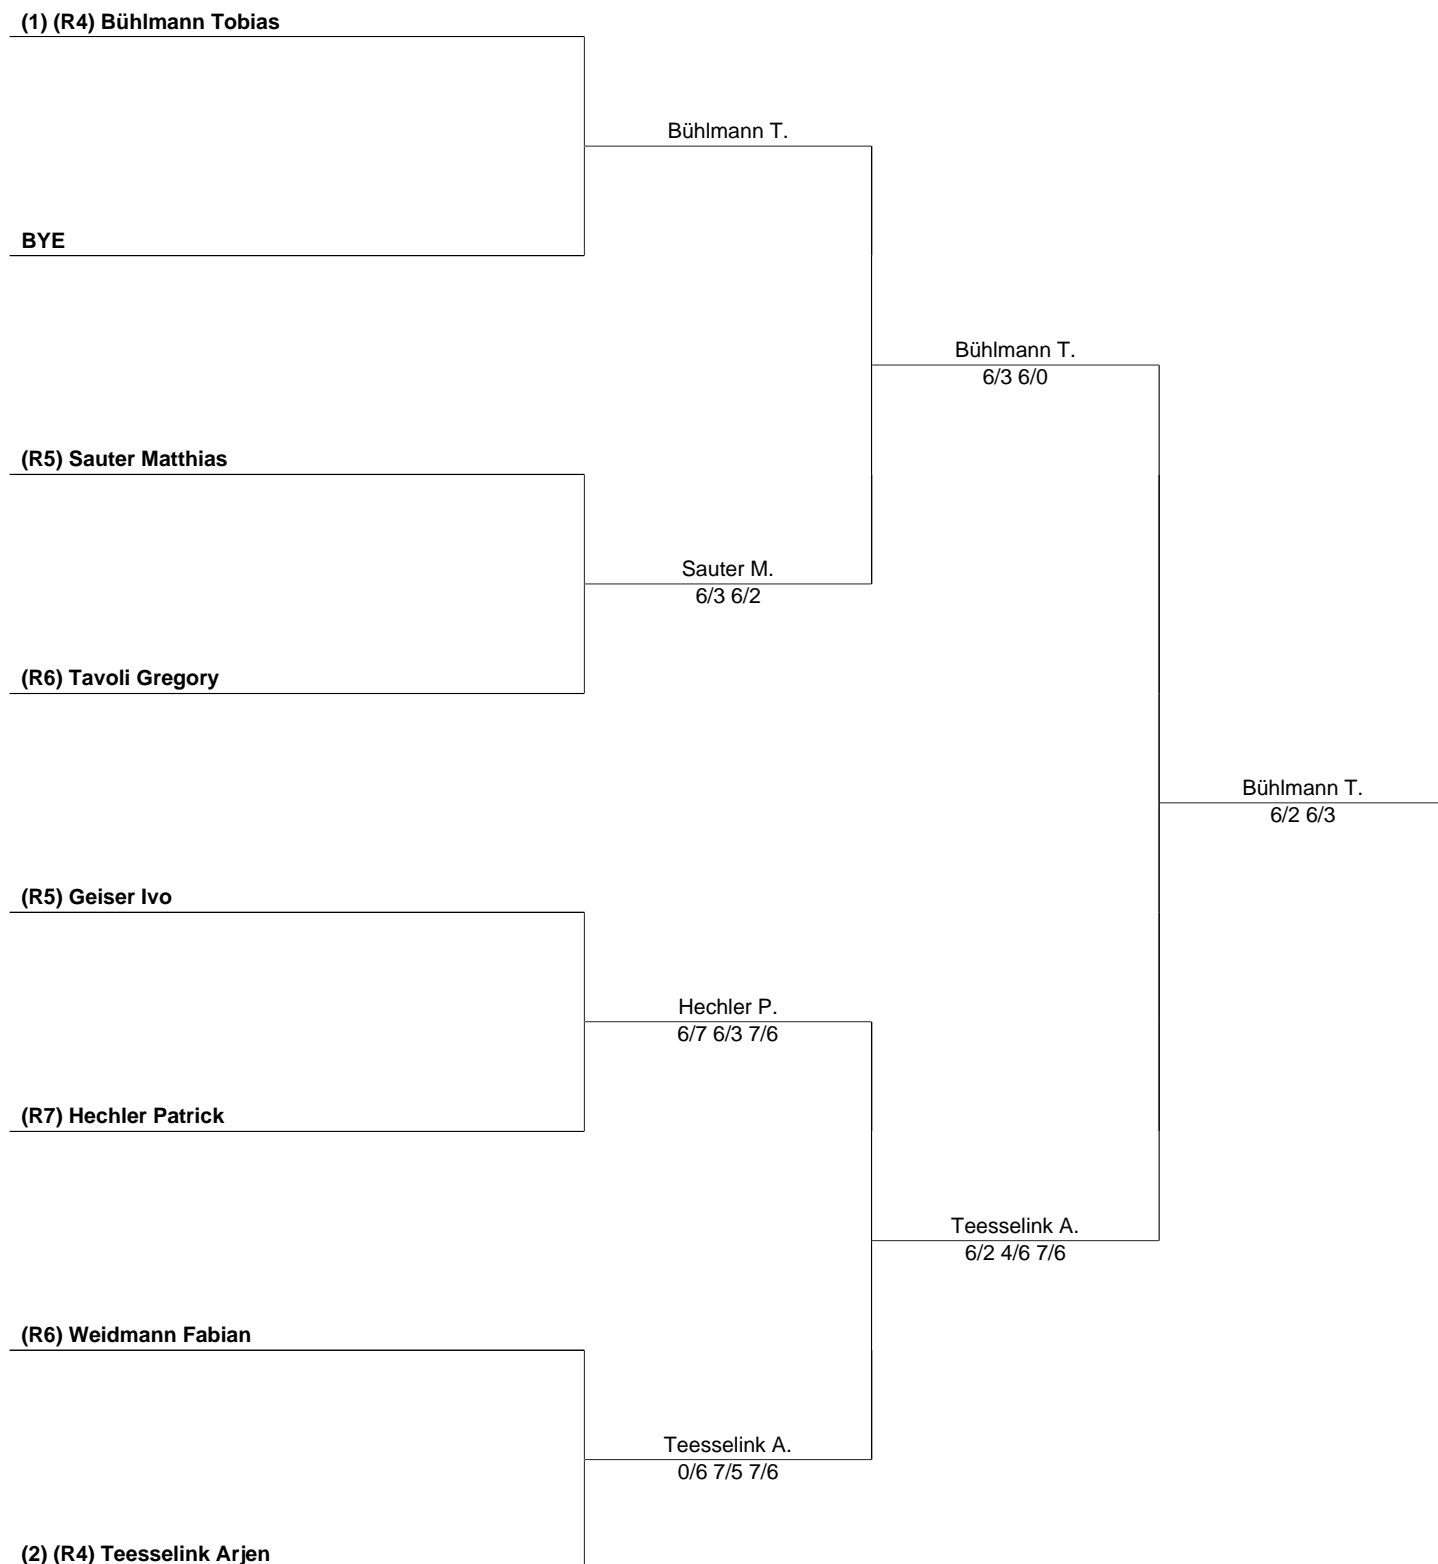 (1) (R4) Bühlmann Tobias
Bühlmann T.
BYE
Bühlmann T.
6/3 6/0
(R5) Sauter Matthias
Sauter M.
6/3 6/2
(R6) Tavoli Gregory
Bühlmann T.
6/2 6/3
(R5) Geiser Ivo
Hechler P.
6/7 6/3 7/6
(R7) Hechler Patrick
Teesselink A.
6/2 4/6 7/6
(R6) Weidmann Fabian
Teesselink A.
0/6 7/5 7/6
(2) (R4) Teesselink Arjen